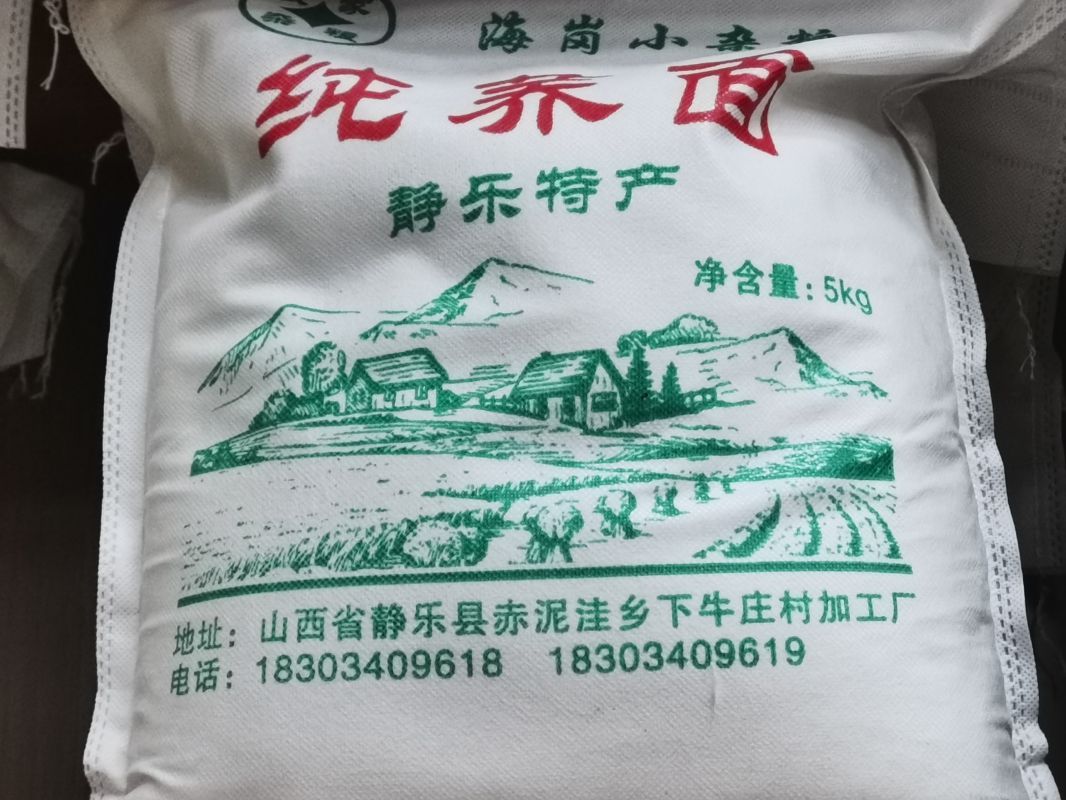 海岗小杂粮
纯荞面
静乐特产
净含量：5kg
地址：山西省静乐县赤泥洼乡下牛庄村加工厂
电话：18303409618 18303409619